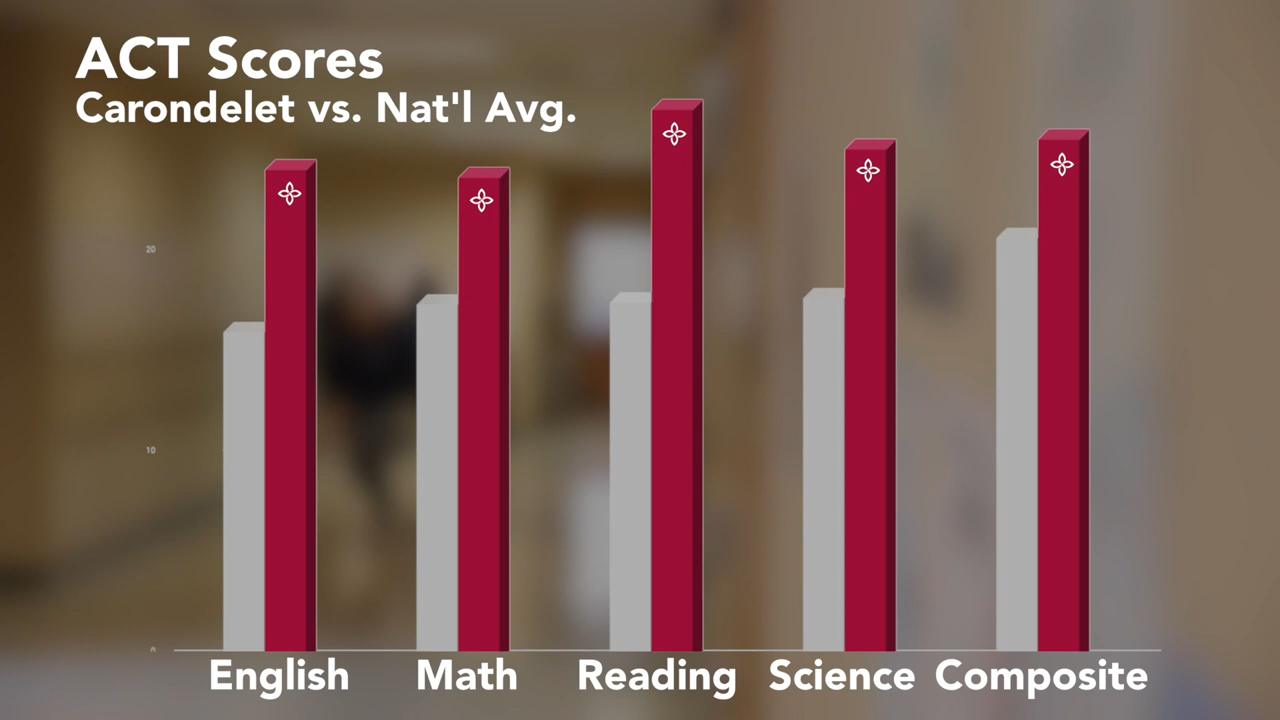 ACT Scores
Carondelet vs. Nat'l Avg.
20
10
0
English Math Reading Science Composite